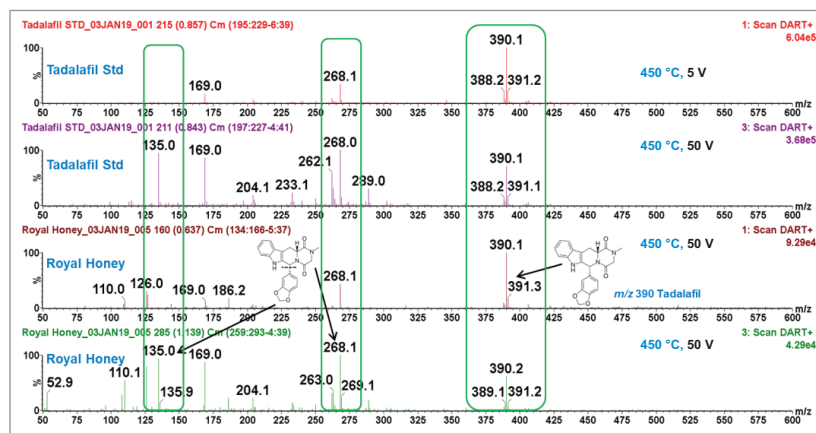 Tadalafil STD_03JAN19_001 215 (0.857) Cm (195:229-6:39)
1: Scan DART+
6.04e5
100
%
0
Tadalafil Std
169.0
268.1
390.1
388.2
391.2
450 °C, 5 V
50 75 100 125 150 175 200 225 250 275 300 325 350 375 400 425 450 475 500 525 550 575 600
m/z
Tadalafil STD_03JAN19_001 211 (0.843) Cm (197:227-4:41)
3: Scan DART+
3.68e5
100
%
0
Tadalafil Std
135.0
169.0
204.1
233.1
262.1
268.0
289.0
390.1
388.2
391.1
450 °C, 50 V
50 75 100 125 150 175 200 225 250 275 300 325 350 375 400 425 450 475 500 525 550 575 600
m/z
Royal Honey_03JAN19_005 160 (0.637) Cm (134:166-5:37)
1: Scan DART+
9.29e4
100
%
0
Royal Honey
110.0
126.0
169.0
186.2
268.1
390.1
391.3
450 °C, 50 V
m/z 390 Tadalafil
H
N
O
N
N
H
O
O
O
H
N
O
N
N
H
O
O
O
50 75 100 125 150 175 200 225 250 275 300 325 350 375 400 425 450 475 500 525 550 575 600
m/z
Royal Honey_03JAN19_005 285 (1.139) Cm (259:293-4:39)
3: Scan DART+
4.29e4
100
%
0
Royal Honey
52.9
110.1
135.0
135.9
169.0
204.1
263.0
268.1
269.1
390.2
389.1
391.2
450 °C, 50 V
50 75 100 125 150 175 200 225 250 275 300 325 350 375 400 425 450 475 500 525 550 575 600
m/z